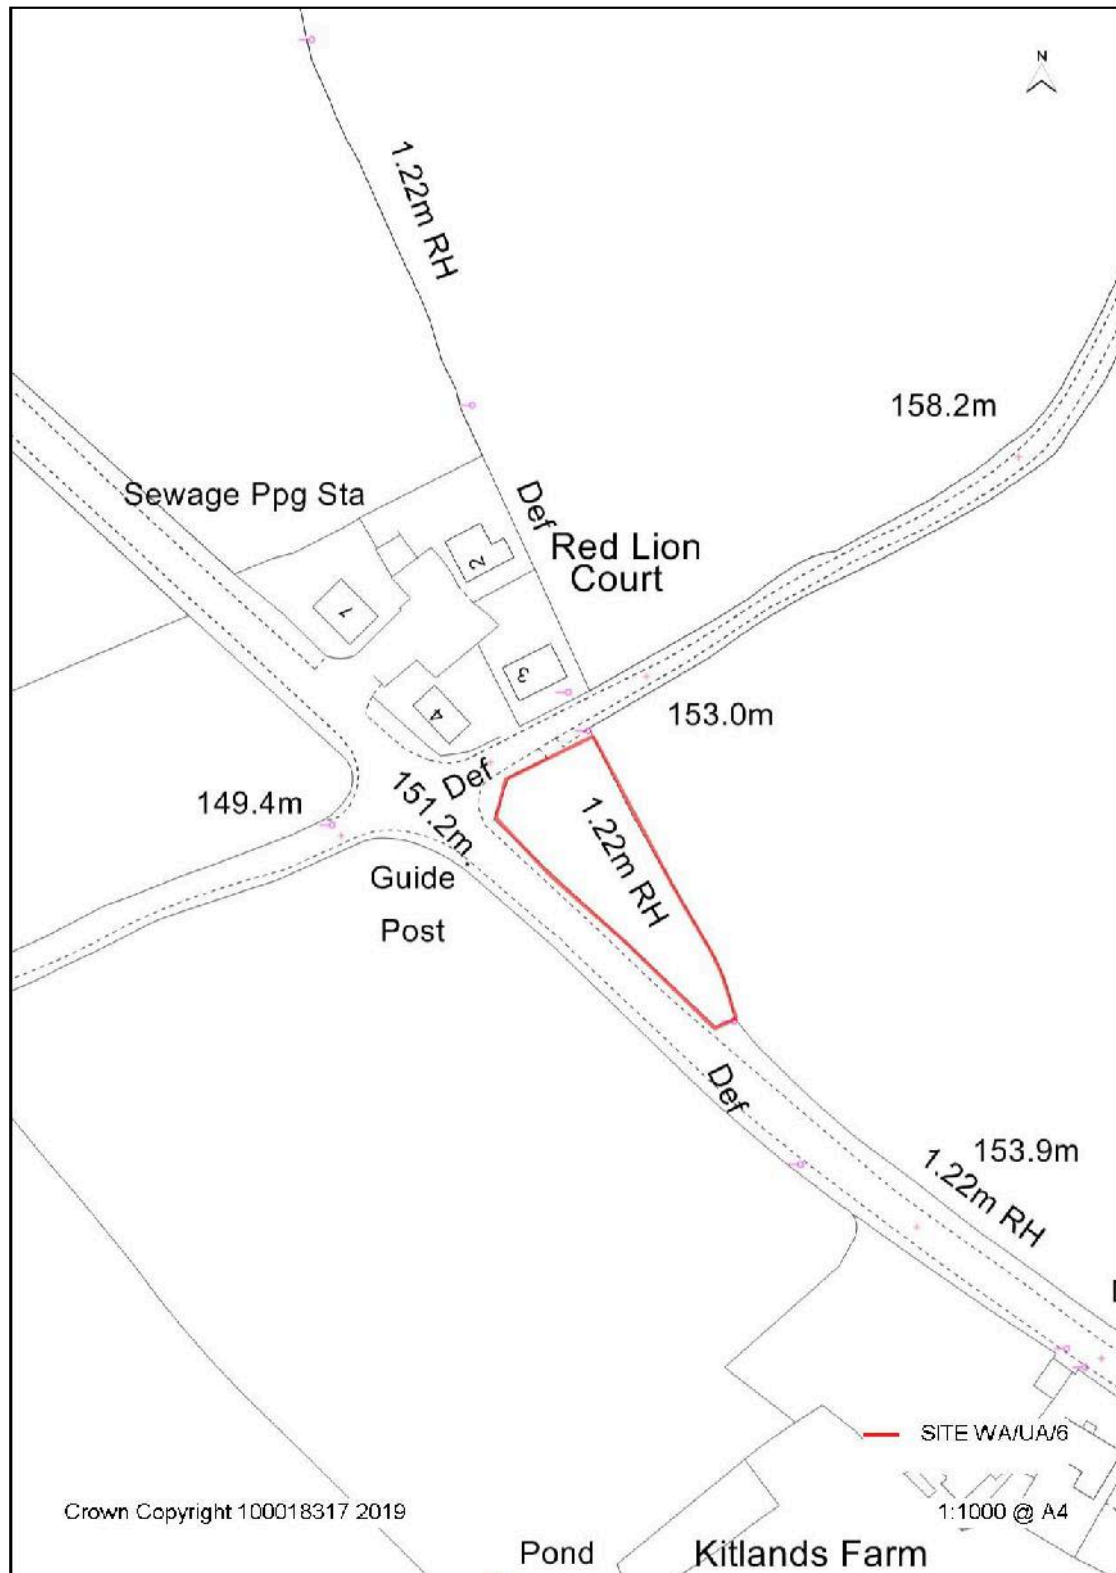 N
1.22m RH
158.2m
Sewage Ppg Sta
Def
Red Lion
Court
2
1
3
153.0m
4
Def
149.4m
151.2m
1.22m RH
Guide
Post
Def
153.9m
1.22m RH
SITE WA/UA/6
Crown Copyright 100018317 2019
1:1000 @ A4
Pond
Kitlands Farm